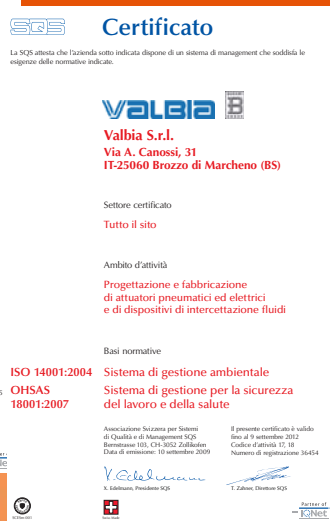 SQS Certificato
La SQS attesta che l'azienda sotto indicata dispone di un sistema di management che soddisfa le
esigenze delle normative indicate.
VALBIA B
Valbia S.r.l.
Via A. Canossi, 31
IT-25060 Brozzo di Marcheno (BS)
Settore certificato
Tutto il sito
Ambito d'attività
Progettazione e fabbricazione
di attuatori pneumatici ed elettrici
e di dispositivi di intercettazione fluidi
Basi normative
ISO 14001:2004 Sistema di gestione ambientale
OHSAS Sistema di gestione per la sicurezza
18001:2007 del lavoro e della salute
Associazione Svizzera per Sistemi
di Qualità e di Management SQS
Bernstrasse 103, CH-3052 Zollikofen
Data di emissione: 10 settembre 2009
Il presente certificato è valido
fino al 9 settembre 2012
Codice d'attività 17, 18
Numero di registrazione 36454
X. Edelmann, Presidente SQS
T. Zahner, Direttore SQS
Swiss Made
Partner of
IQNet